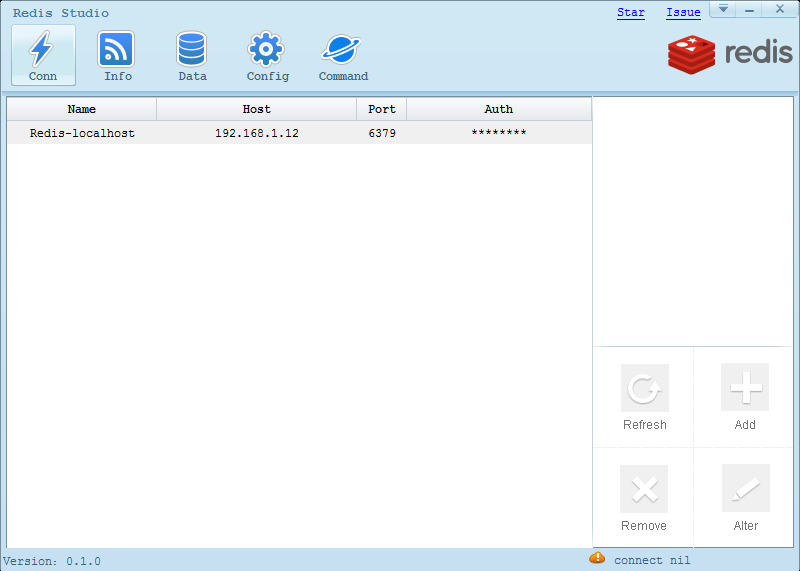 Redis Studio Star Issue
Conn Info Data Config Command redis
Name Host Port Auth
Redis-localhost 192.168.1.12 6379 ********
Refresh Add
Remove Alter
Version: 0.1.0 connect nil